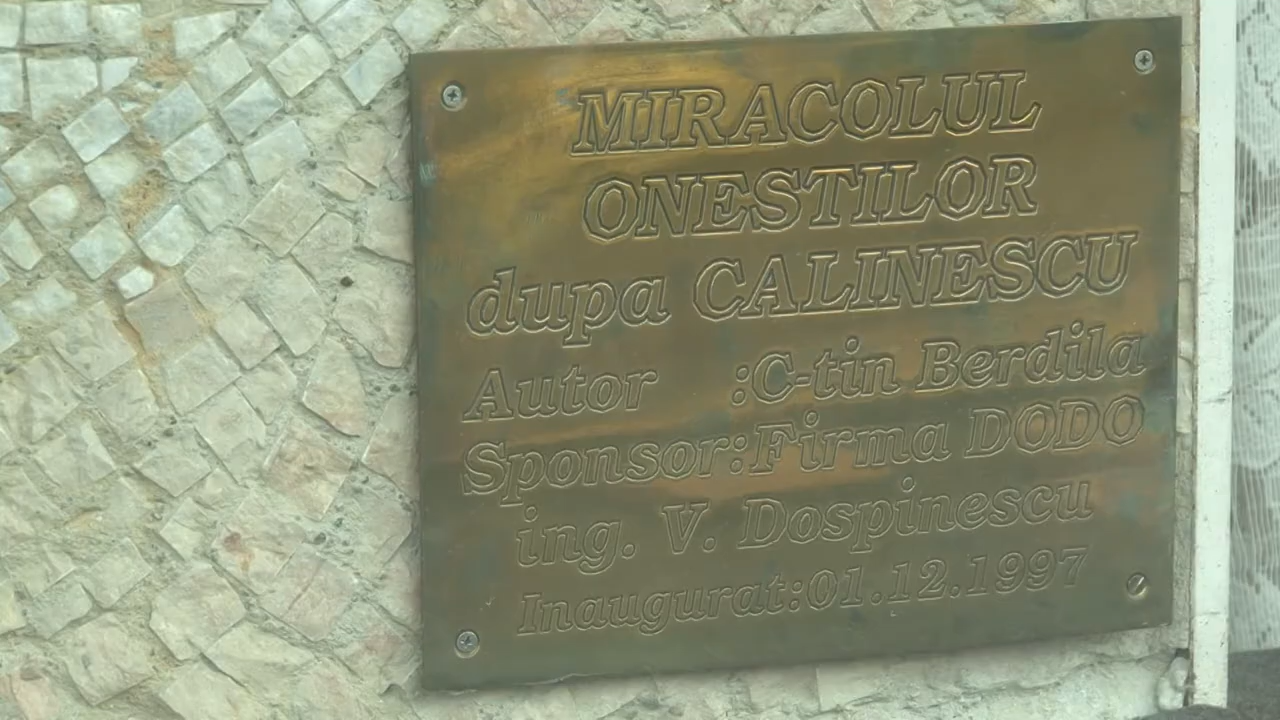 MIRACOLUL
ONESTILOR
dupa CALINESCU
Autor :C-tin Berdila
Sponsor:Firma DODO
ing. V. Dospinescu
Inaugurat:01.12.1997